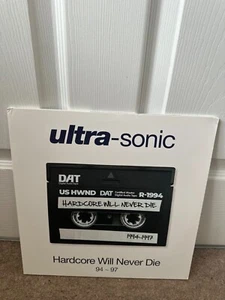 ultra-sonic
DAT
US HWND DAT R-1994
HARDCORE WILL NEVER DIE
1994-1997
Hardcore Will Never Die
94 – 97